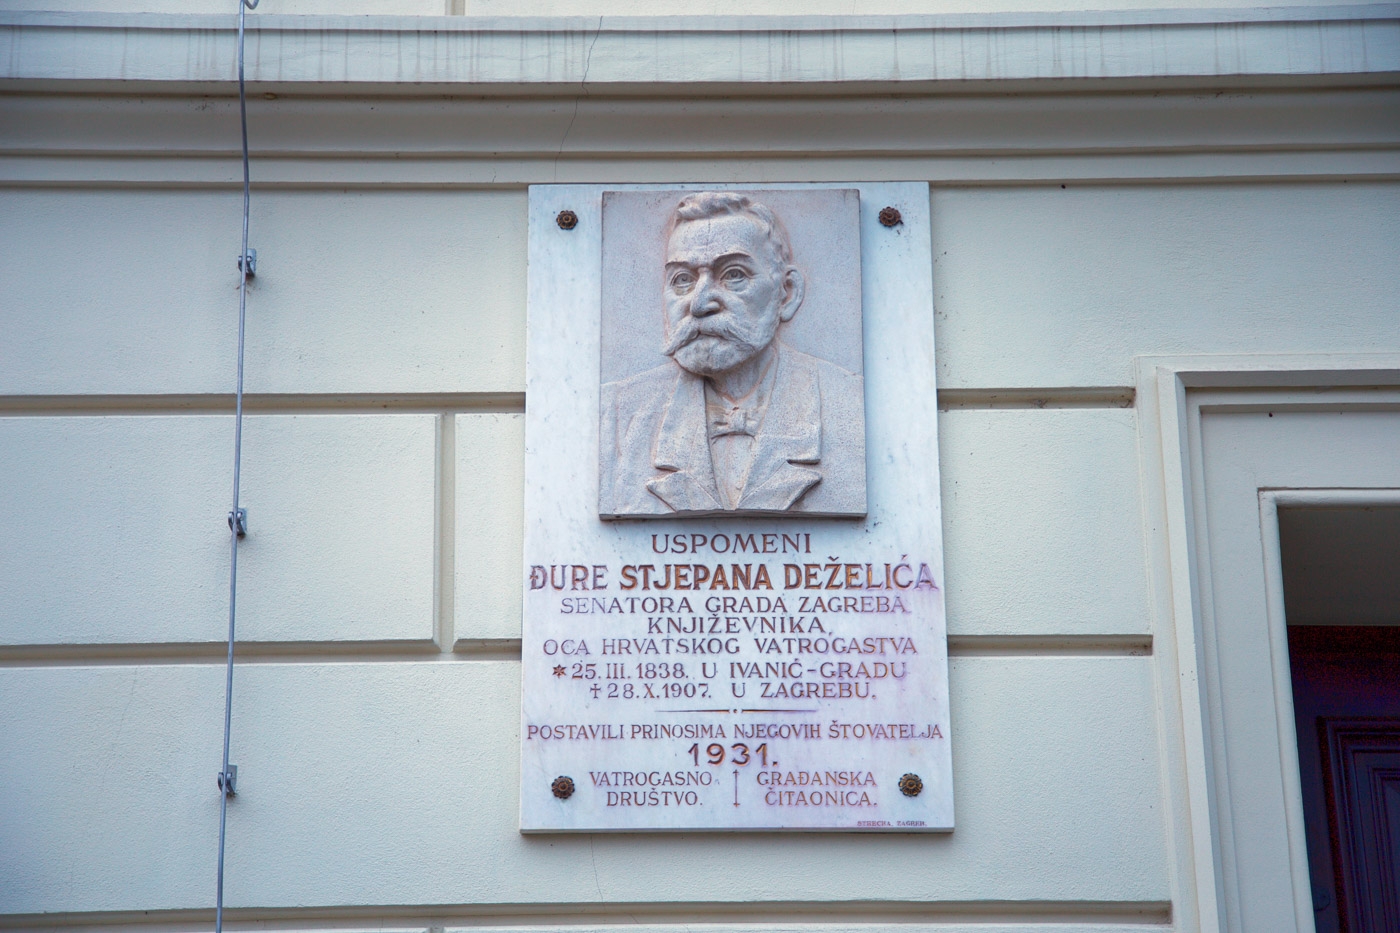 USPOMENI
ĐURE STJEPANA DEŽELIĆA
SENATORA GRADA ZAGREBA
KNJIŽEVNIKA,
OCA HRVATSKOG VATROGASTVA
* 25. III. 1838. U IVANIĆ-GRADU
† 28. X. 1907. U ZAGREBU.
POSTAVILI PRINOSIMA NJEGOVIH ŠTOVATELJA
1931.
VATROGASNO GRAĐANSKA
DRUŠTVO. ČITAONICA.
ZAGREB.